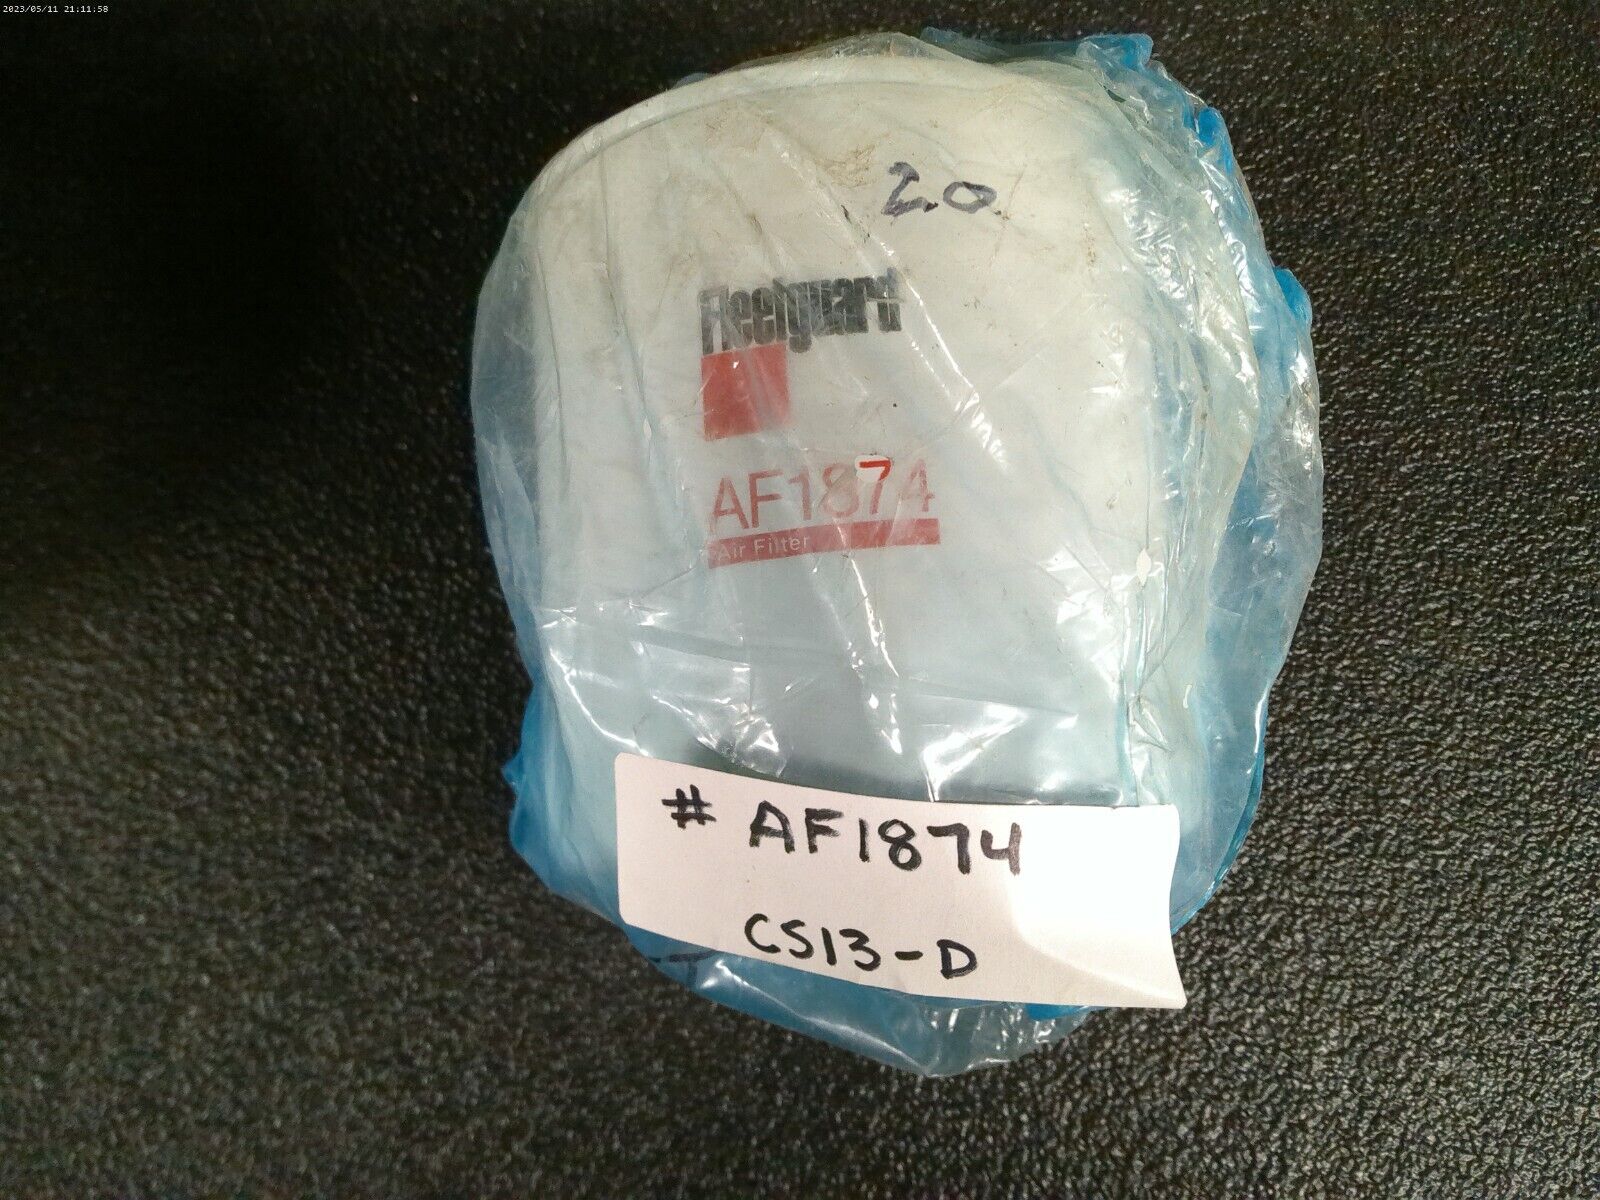 2023/05/11 21:11:58
2.0
Fleetguard
AF1874
Air Filter
# AF1874
CS13-D